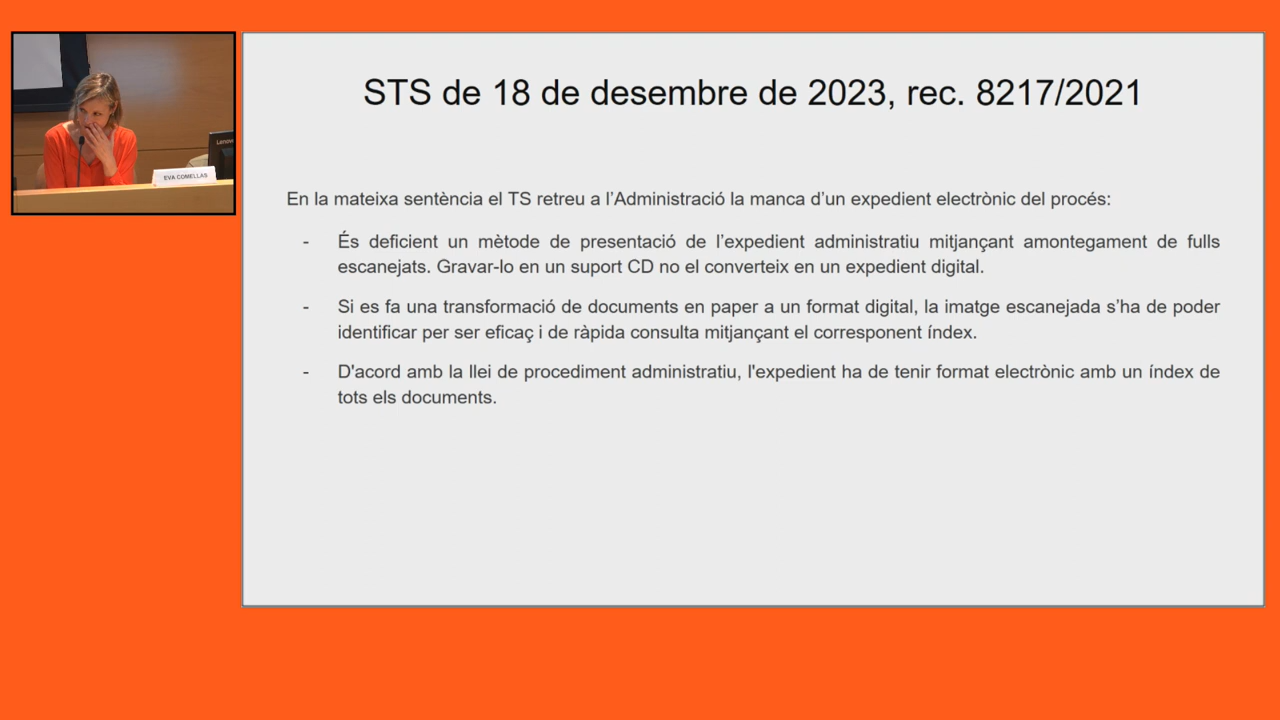 STS de 18 de desembre de 2023, rec. 8217/2021
Lenovo
EVA COMELLAS
En la mateixa sentència el TS retreu a l’Administració la manca d’un expedient electrònic del procés:
- És deficient un mètode de presentació de l’expedient administratiu mitjançant amontegament de fulls
escanejats. Gravar-lo en un suport CD no el converteix en un expedient digital.
- Si es fa una transformació de documents en paper a un format digital, la imatge escanejada s’ha de poder
identificar per ser eficaç i de ràpida consulta mitjançant el corresponent índex.
- D'acord amb la llei de procediment administratiu, l'expedient ha de tenir format electrònic amb un índex de
tots els documents.